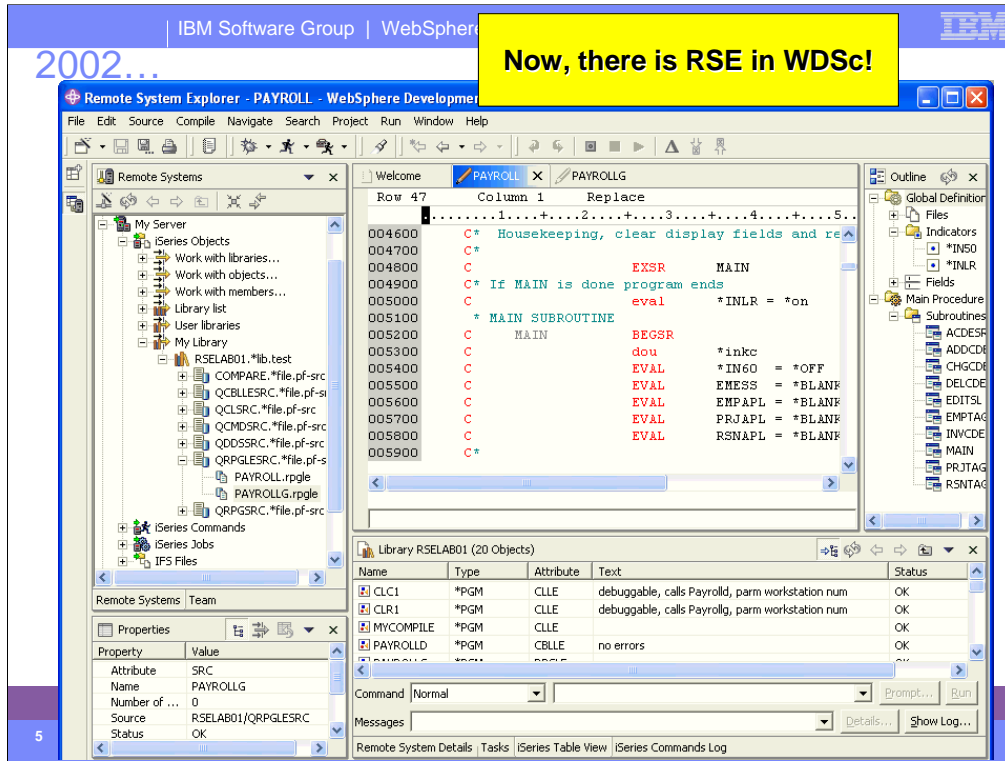 IBM Software Group | WebSphere
IBM
2002...
Now, there is RSE in WDSc!
Remote System Explorer - PAYROLL - WebSphere Developmen
File Edit Source Compile Navigate Search Project Run Window Help
Remote Systems
My Server
iSeries Objects
Work with libraries...
Work with objects...
Work with members...
Library list
User libraries
My Library
RSELAB01.*lib.test
COMPARE.*file.pf-src
QCBLLESRC.*file.pf-sr
QCLSRC.*file.pf-src
QCMDSRC.*file.pf-src
QDDSSRC.*file.pf-src
QRPGLESRC.*file.pf-s
PAYROLL.rpgle
PAYROLLG.rpgle
QRPGSRC.*file.pf-src
iSeries Commands
iSeries Jobs
IFS Files
Remote Systems Team
Welcome PAYROLL PAYROLLG
Row 47 Column 1 Replace
.........1....+....2....+....3....+....4....+....5..
004600 C* Housekeeping, clear display fields and re
004700 C*
004800 C EXSR MAIN
004900 C* If MAIN is done program ends
005000 C eval *INLR = *on
005100 * MAIN SUBROUTINE
005200 C MAIN BEGSR
005300 C dou *inkc
005400 C EVAL *IN60 = *OFF
005500 C EVAL EMESS = *BLANK
005600 C EVAL EMPAPL = *BLANK
005700 C EVAL PRJAPL = *BLANK
005800 C EVAL RSNAPL = *BLANK
005900 C*
Outline
Global Definition
Files
Indicators
*IN50
*INLR
Fields
Main Procedure
Subroutines
ACDESR
ADDCDE
CHGCDE
DELCDE
EDITSL
EMPTAG
INVCDE
MAIN
PRJTAG
RSNTAG
Properties
Property Value
Attribute SRC
Name PAYROLLG
Number of ... 0
Source RSELAB01/QRPGLESRC
Status OK
Library RSELAB01 (20 Objects)
Name Type Attribute Text Status
CLC1 *PGM CLLE debuggable, calls Payrolld, parm workstation num OK
CLR1 *PGM CLLE debuggable, calls Payrolld, parm workstation num OK
MYCOMPILE *PGM CLLE OK
PAYROLLD *PGM CBLLE no errors OK
Command Normal Prompt... Run
Messages Details... Show Log...
Remote System Details Tasks iSeries Table View iSeries Commands Log
5